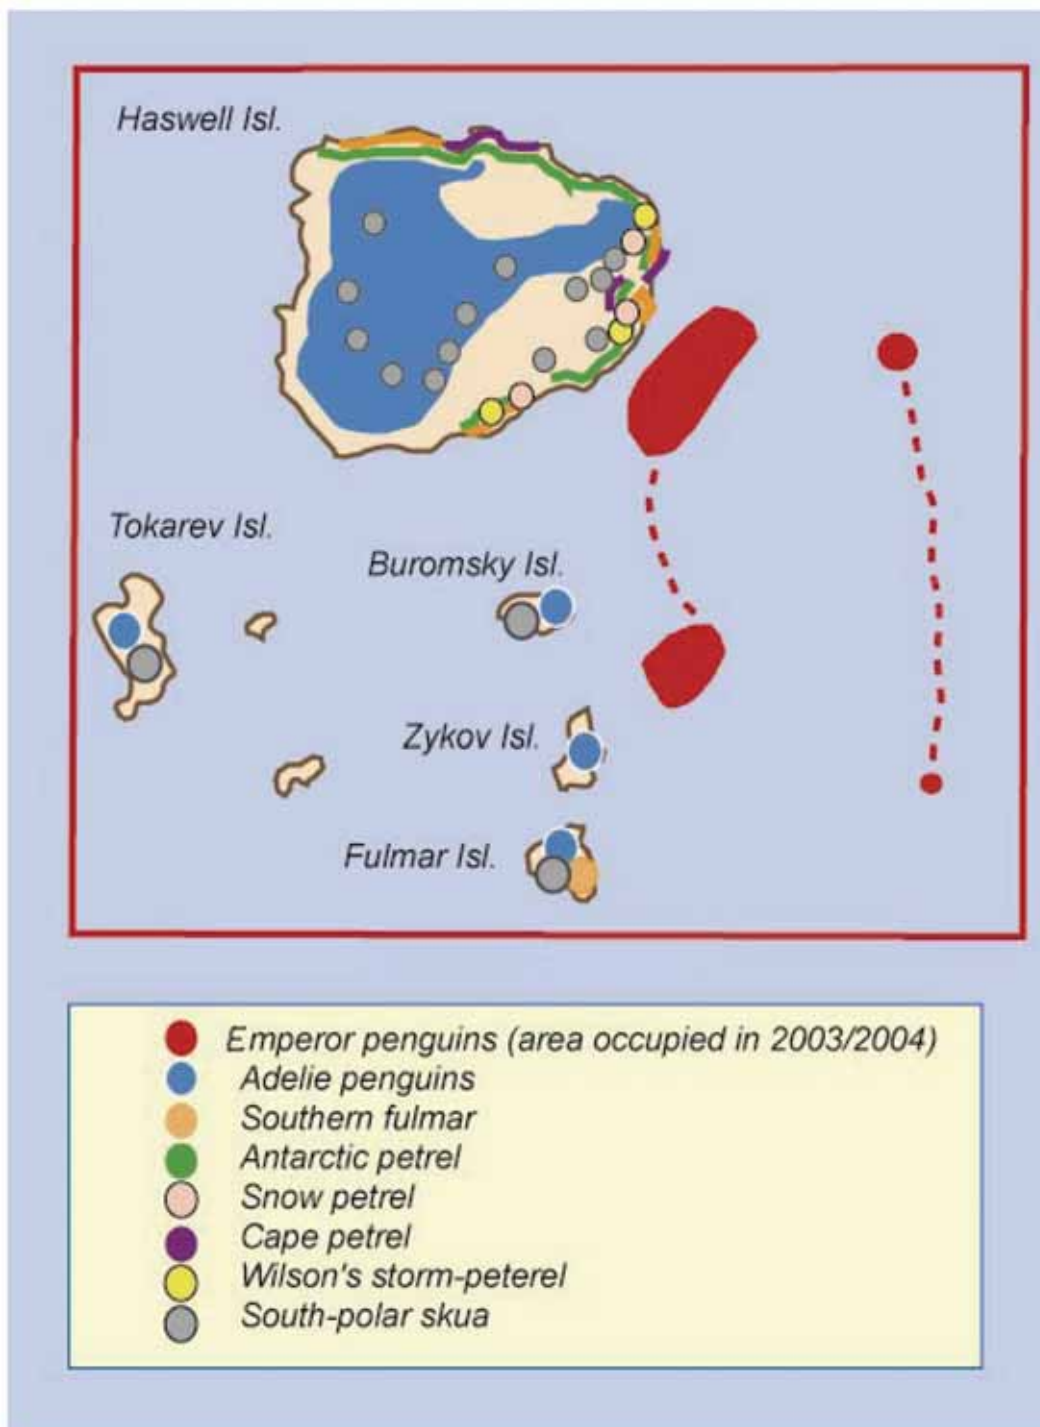 Haswell Isl.
Tokarev Isl.
Buromsky Isl.
Zykov Isl.
Fulmar Isl.
Emperor penguins (area occupied in 2003/2004)
Adelie penguins
Southern fulmar
Antarctic petrel
Snow petrel
Cape petrel
Wilson's storm-peterel
South-polar skua